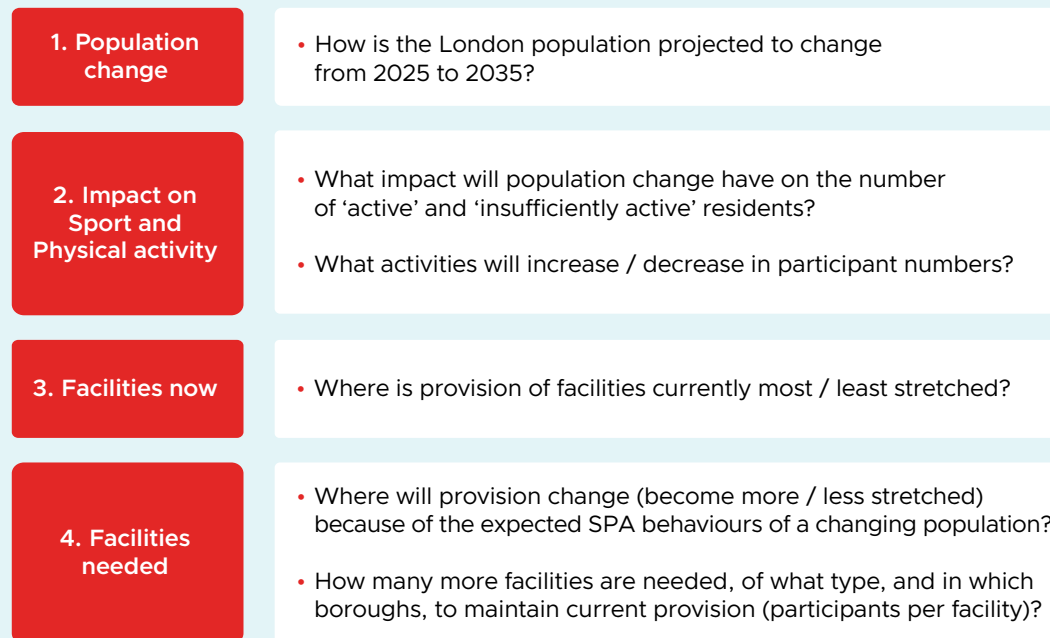 1. Population
change
• How is the London population projected to change
from 2025 to 2035?
2. Impact on
Sport and
Physical activity
• What impact will population change have on the number
of ‘active’ and ‘insufficiently active’ residents?
• What activities will increase / decrease in participant numbers?
3. Facilities now
• Where is provision of facilities currently most / least stretched?
4. Facilities
needed
• Where will provision change (become more / less stretched)
because of the expected SPA behaviours of a changing population?
• How many more facilities are needed, of what type, and in which
boroughs, to maintain current provision (participants per facility)?